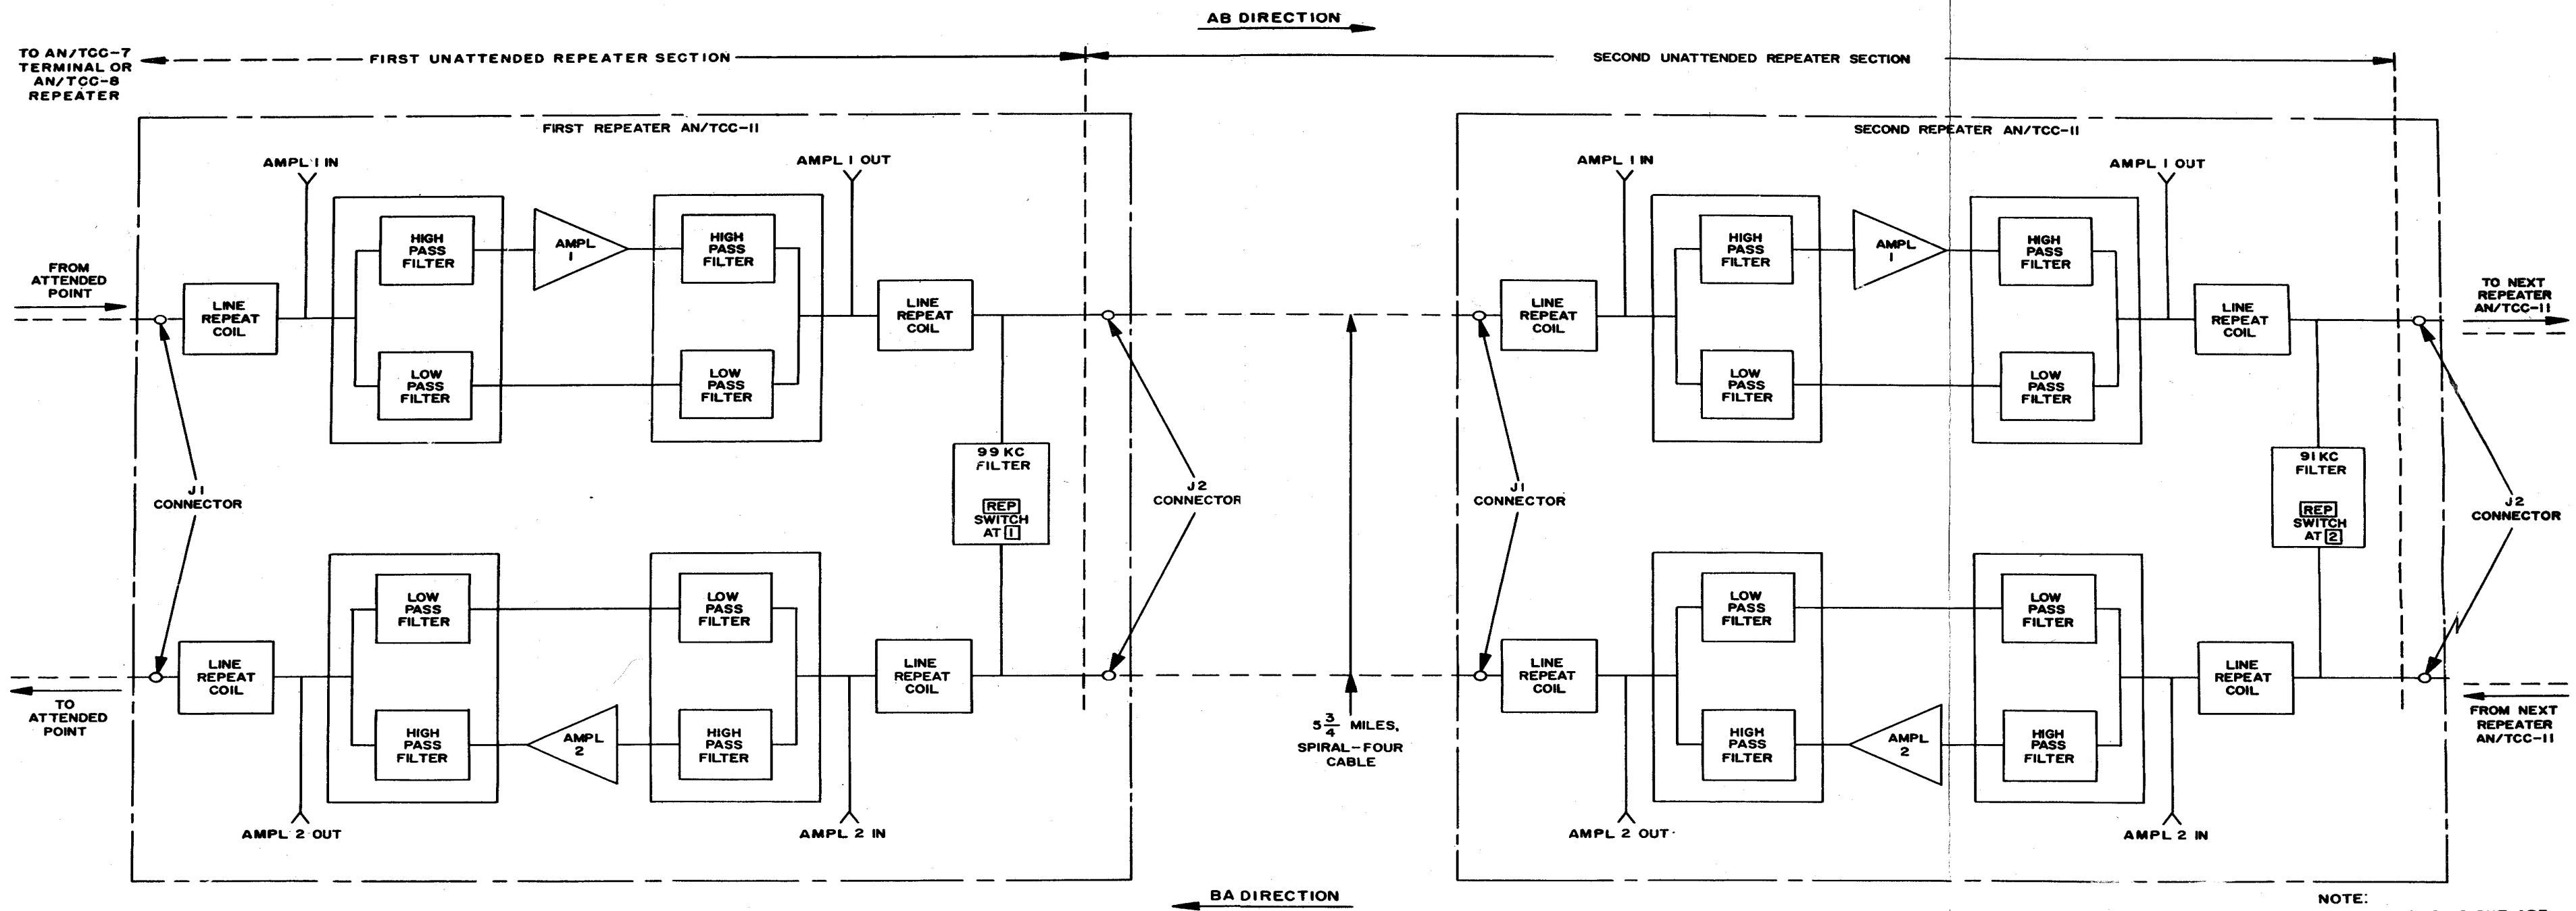 AB DIRECTION
TO AN/TCC-7
TERMINAL OR
AN/TCC-8
REPEATER
FIRST UNATTENDED REPEATER SECTION
SECOND UNATTENDED REPEATER SECTION
FIRST REPEATER AN/TCC-11
AMPL 1 IN
AMPL 1 OUT
HIGH
PASS
FILTER
AMPL
1
HIGH
PASS
FILTER
FROM
ATTENDED
POINT
LINE
REPEAT
COIL
LINE
REPEAT
COIL
LOW
PASS
FILTER
LOW
PASS
FILTER
99 KC
FILTER
REP
SWITCH
AT 1
J1
CONNECTOR
J2
CONNECTOR
LOW
PASS
FILTER
LOW
PASS
FILTER
LINE
REPEAT
COIL
LINE
REPEAT
COIL
TO
ATTENDED
POINT
HIGH
PASS
FILTER
AMPL
2
HIGH
PASS
FILTER
AMPL 2 OUT
AMPL 2 IN
5 3/4 MILES,
SPIRAL-FOUR
CABLE
SECOND REPEATER AN/TCC-11
AMPL 1 IN
AMPL 1 OUT
HIGH
PASS
FILTER
AMPL
1
HIGH
PASS
FILTER
LINE
REPEAT
COIL
LINE
REPEAT
COIL
TO NEXT
REPEATER
AN/TCC-11
LOW
PASS
FILTER
LOW
PASS
FILTER
91 KC
FILTER
REP
SWITCH
AT 2
J1
CONNECTOR
J2
CONNECTOR
LOW
PASS
FILTER
LOW
PASS
FILTER
LINE
REPEAT
COIL
LINE
REPEAT
COIL
HIGH
PASS
FILTER
AMPL
2
HIGH
PASS
FILTER
FROM NEXT
REPEATER
AN/TCC-11
AMPL 2 OUT
AMPL 2 IN
BA DIRECTION
NOTE: